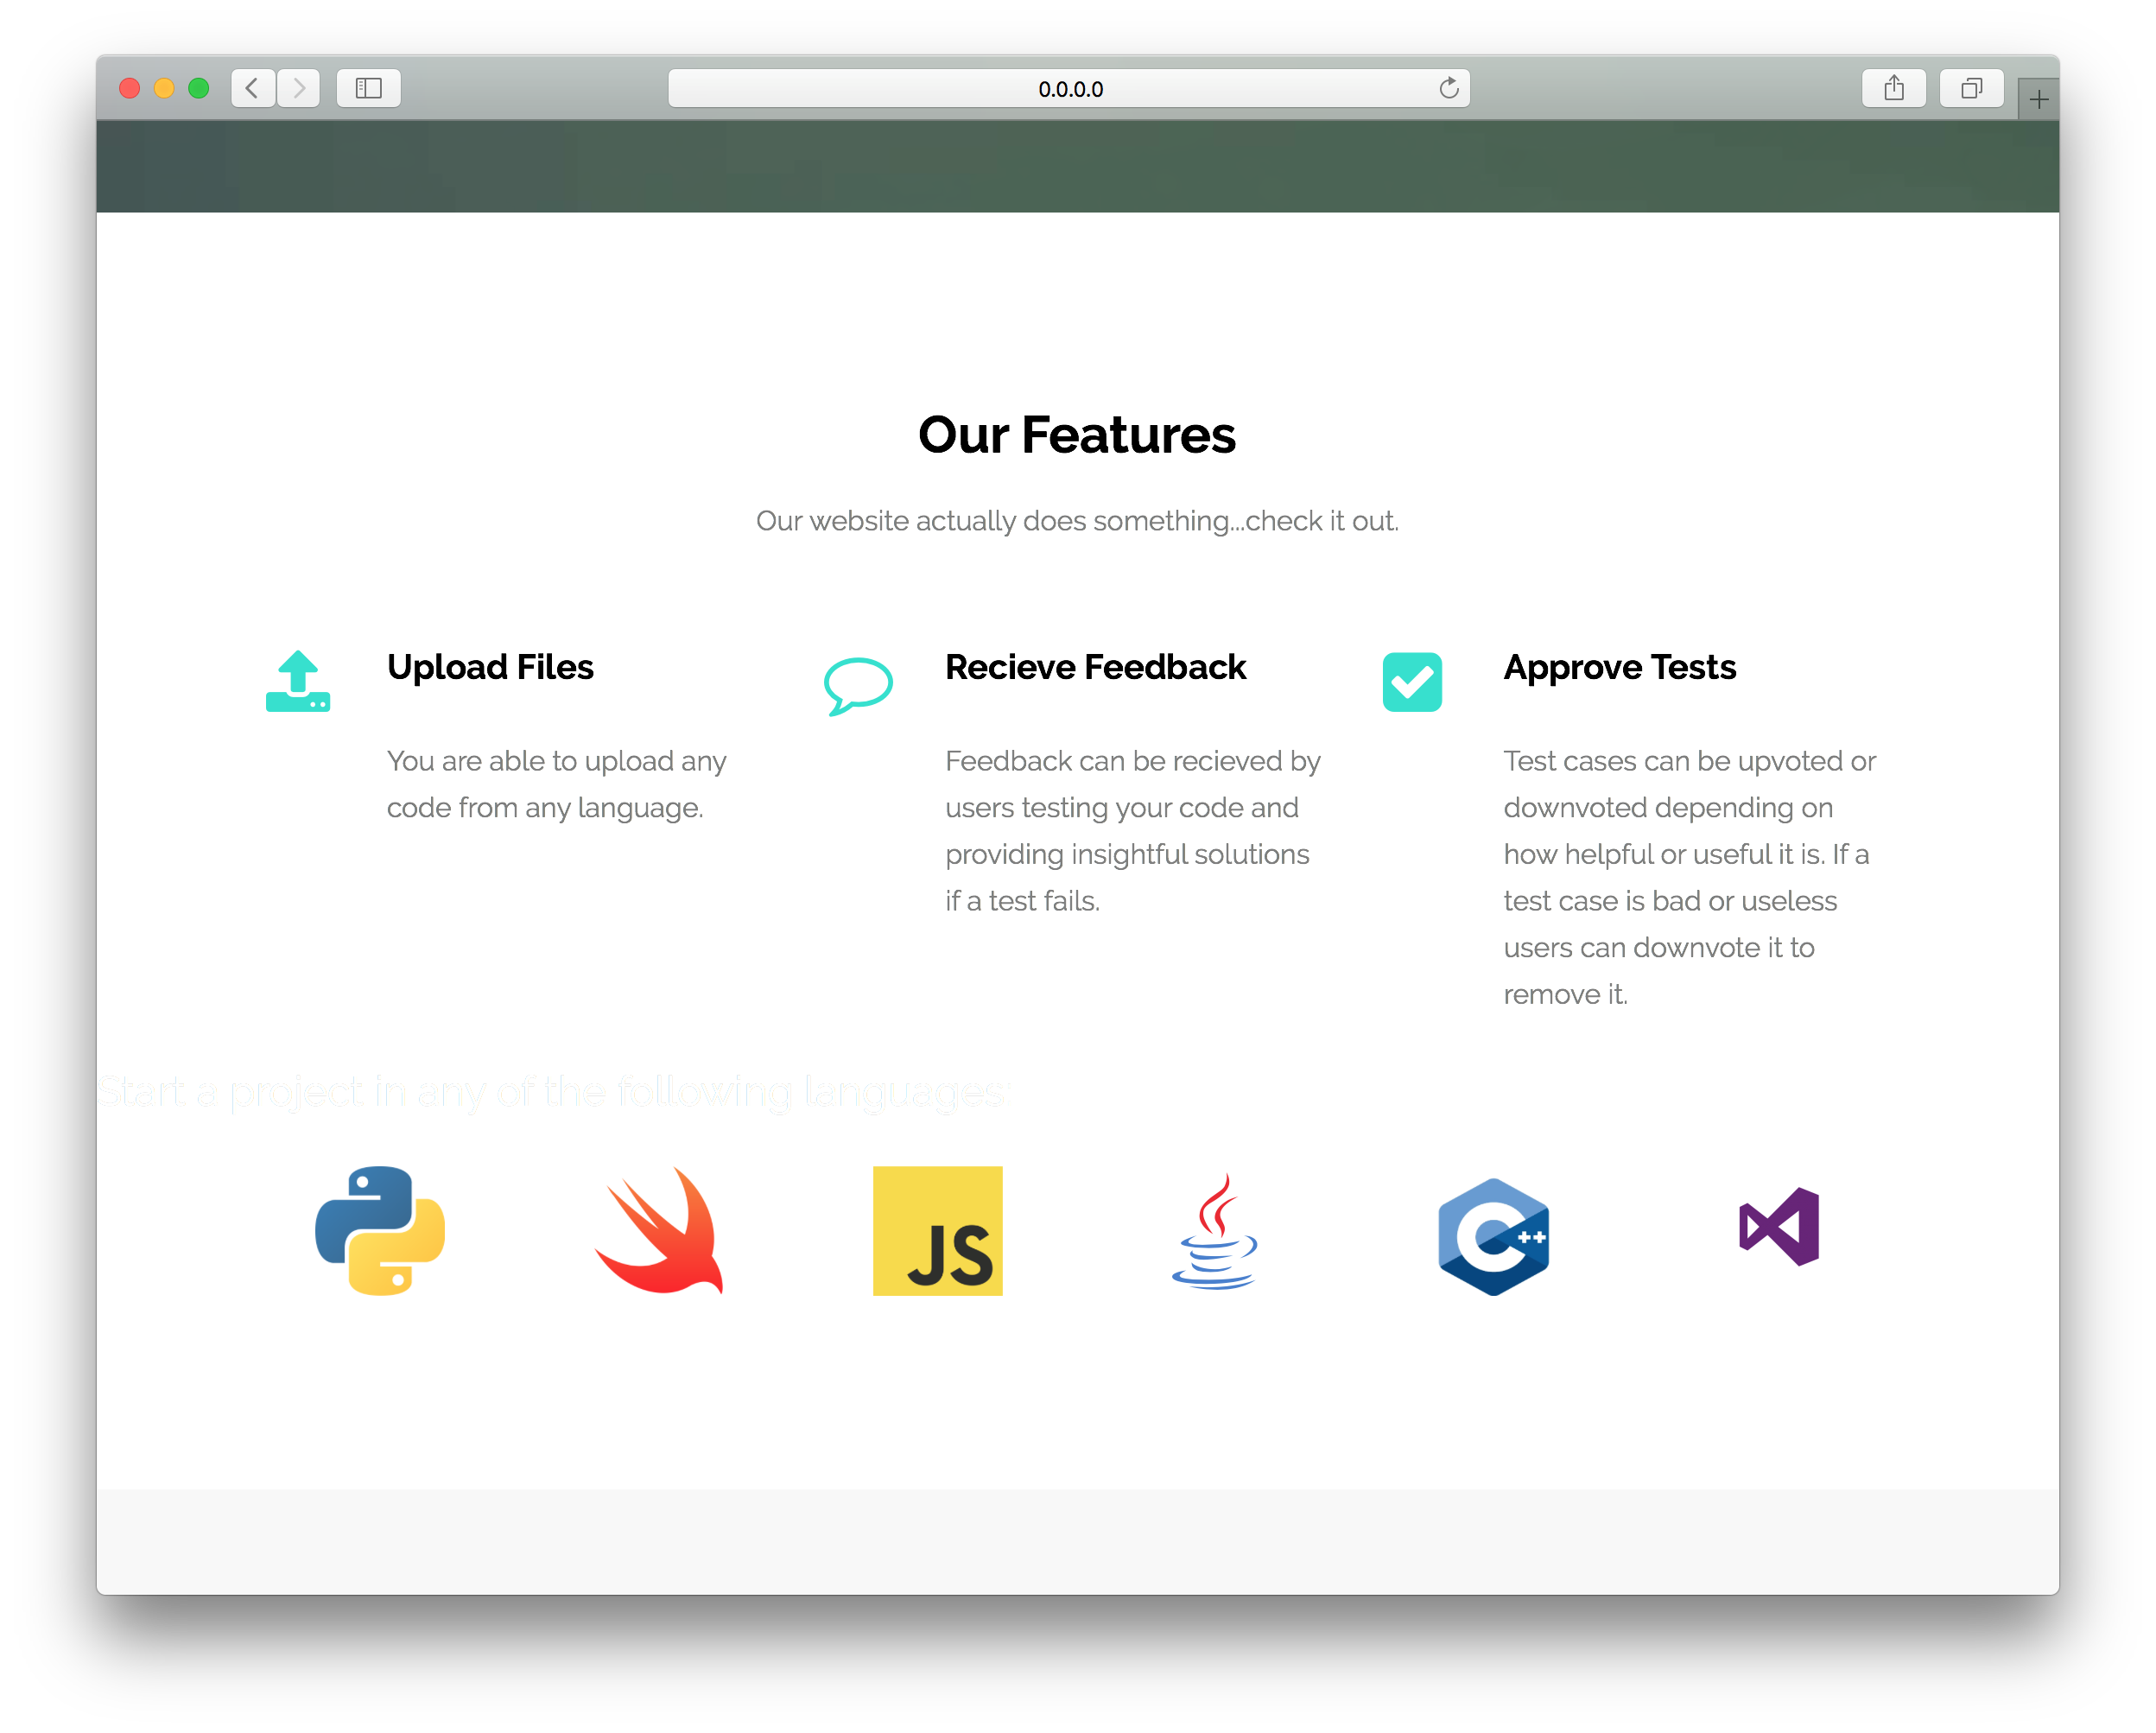 0.0.0.0
Our Features
Our website actually does something...check it out.
Upload Files
You are able to upload any
code from any language.
Recieve Feedback
Feedback can be recieved by
users testing your code and
providing insightful solutions
if a test fails.
Approve Tests
Test cases can be upvoted or
downvoted depending on
how helpful or useful it is. If a
test case is bad or useless
users can downvote it to
remove it.
Start a project in any of the following languages:
JS
C++